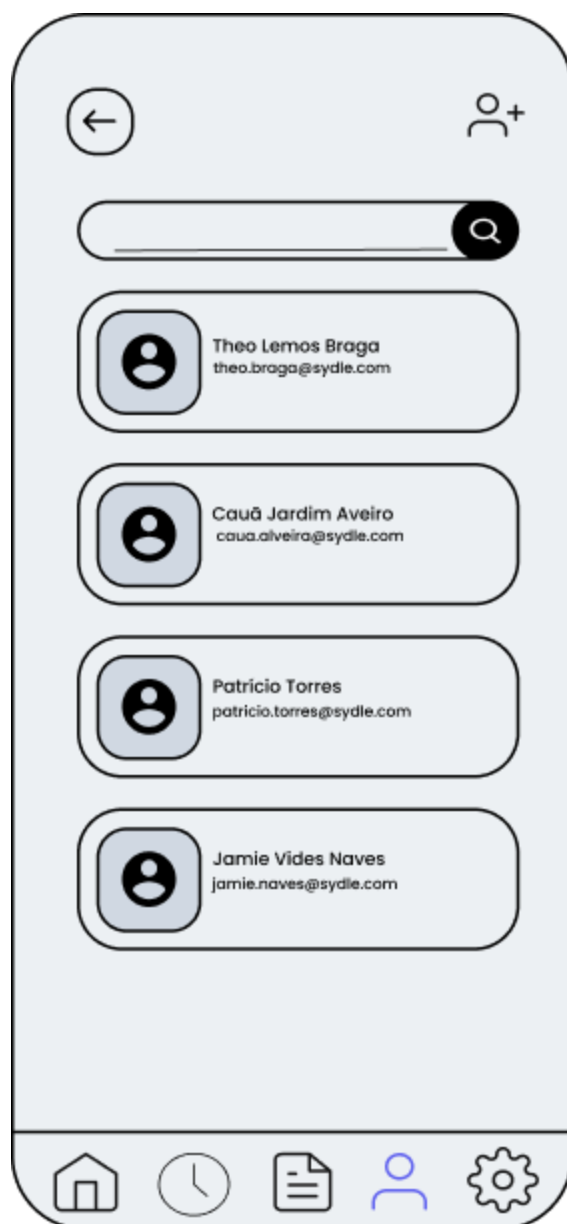 Theo Lemos Braga
theo.braga@sydle.com
Cauã Jardim Aveiro
caua.alveira@sydle.com
Patricio Torres
patricio.torres@sydle.com
Jamie Vides Naves
jamie.naves@sydle.com